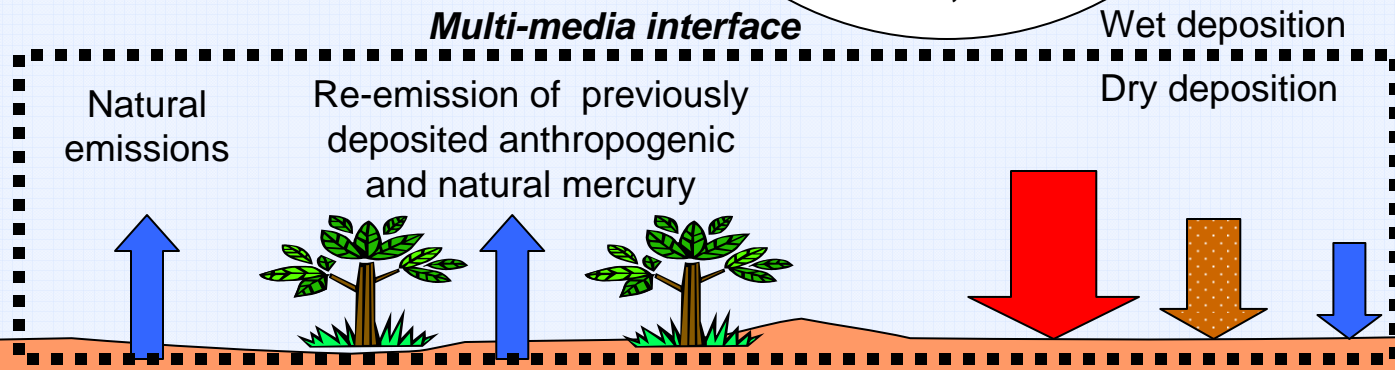 Multi-media interface
Wet deposition
Dry deposition
Natural
emissions
Re-emission of previously
deposited anthropogenic
and natural mercury